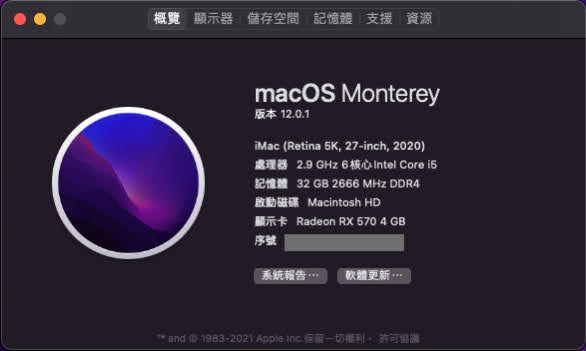 概覽 顯示器 儲存空間 記憶體 支援 資源
macOS Monterey
版本 12.0.1
iMac (Retina 5K, 27-inch, 2020)
處理器 2.9 GHz 6核心Intel Core i5
記憶體 32 GB 2666 MHz DDR4
啟動磁碟 Macintosh HD
顯示卡 Radeon RX 570 4 GB
序號
系統報告⋯ 軟體更新⋯
™ and © 1983-2021 Apple Inc.保留一切權利。 許可協議